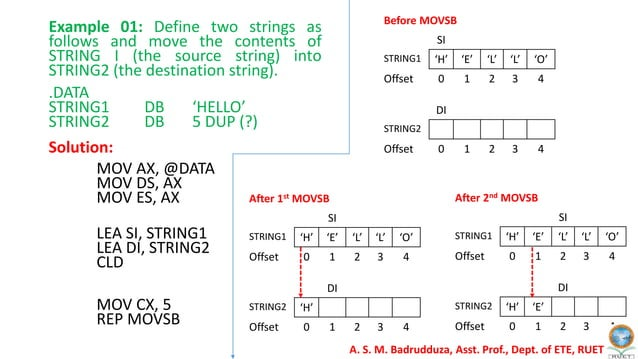 Example 01: Define two strings as
follows and move the contents of
STRING I (the source string) into
STRING2 (the destination string).
.DATA
STRING1 DB ‘HELLO’
STRING2 DB 5 DUP (?)
Solution:
MOV AX, @DATA
MOV DS, AX
MOV ES, AX
LEA SI, STRING1
LEA DI, STRING2
CLD
MOV CX, 5
REP MOVSB
Before MOVSB
SI
STRING1 ‘H’ ‘E’ ‘L’ ‘L’ ‘O’
Offset 0 1 2 3 4
DI
STRING2
Offset 0 1 2 3 4
After 1st MOVSB
SI
STRING1 ‘H’ ‘E’ ‘L’ ‘L’ ‘O’
Offset 0 1 2 3 4
DI
STRING2 ‘H’
Offset 0 1 2 3 4
After 2nd MOVSB
SI
STRING1 ‘H’ ‘E’ ‘L’ ‘L’ ‘O’
Offset 0 1 2 3 4
DI
STRING2 ‘H’ ‘E’
Offset 0 1 2 3
A. S. M. Badrudduza, Asst. Prof., Dept. of ETE, RUET